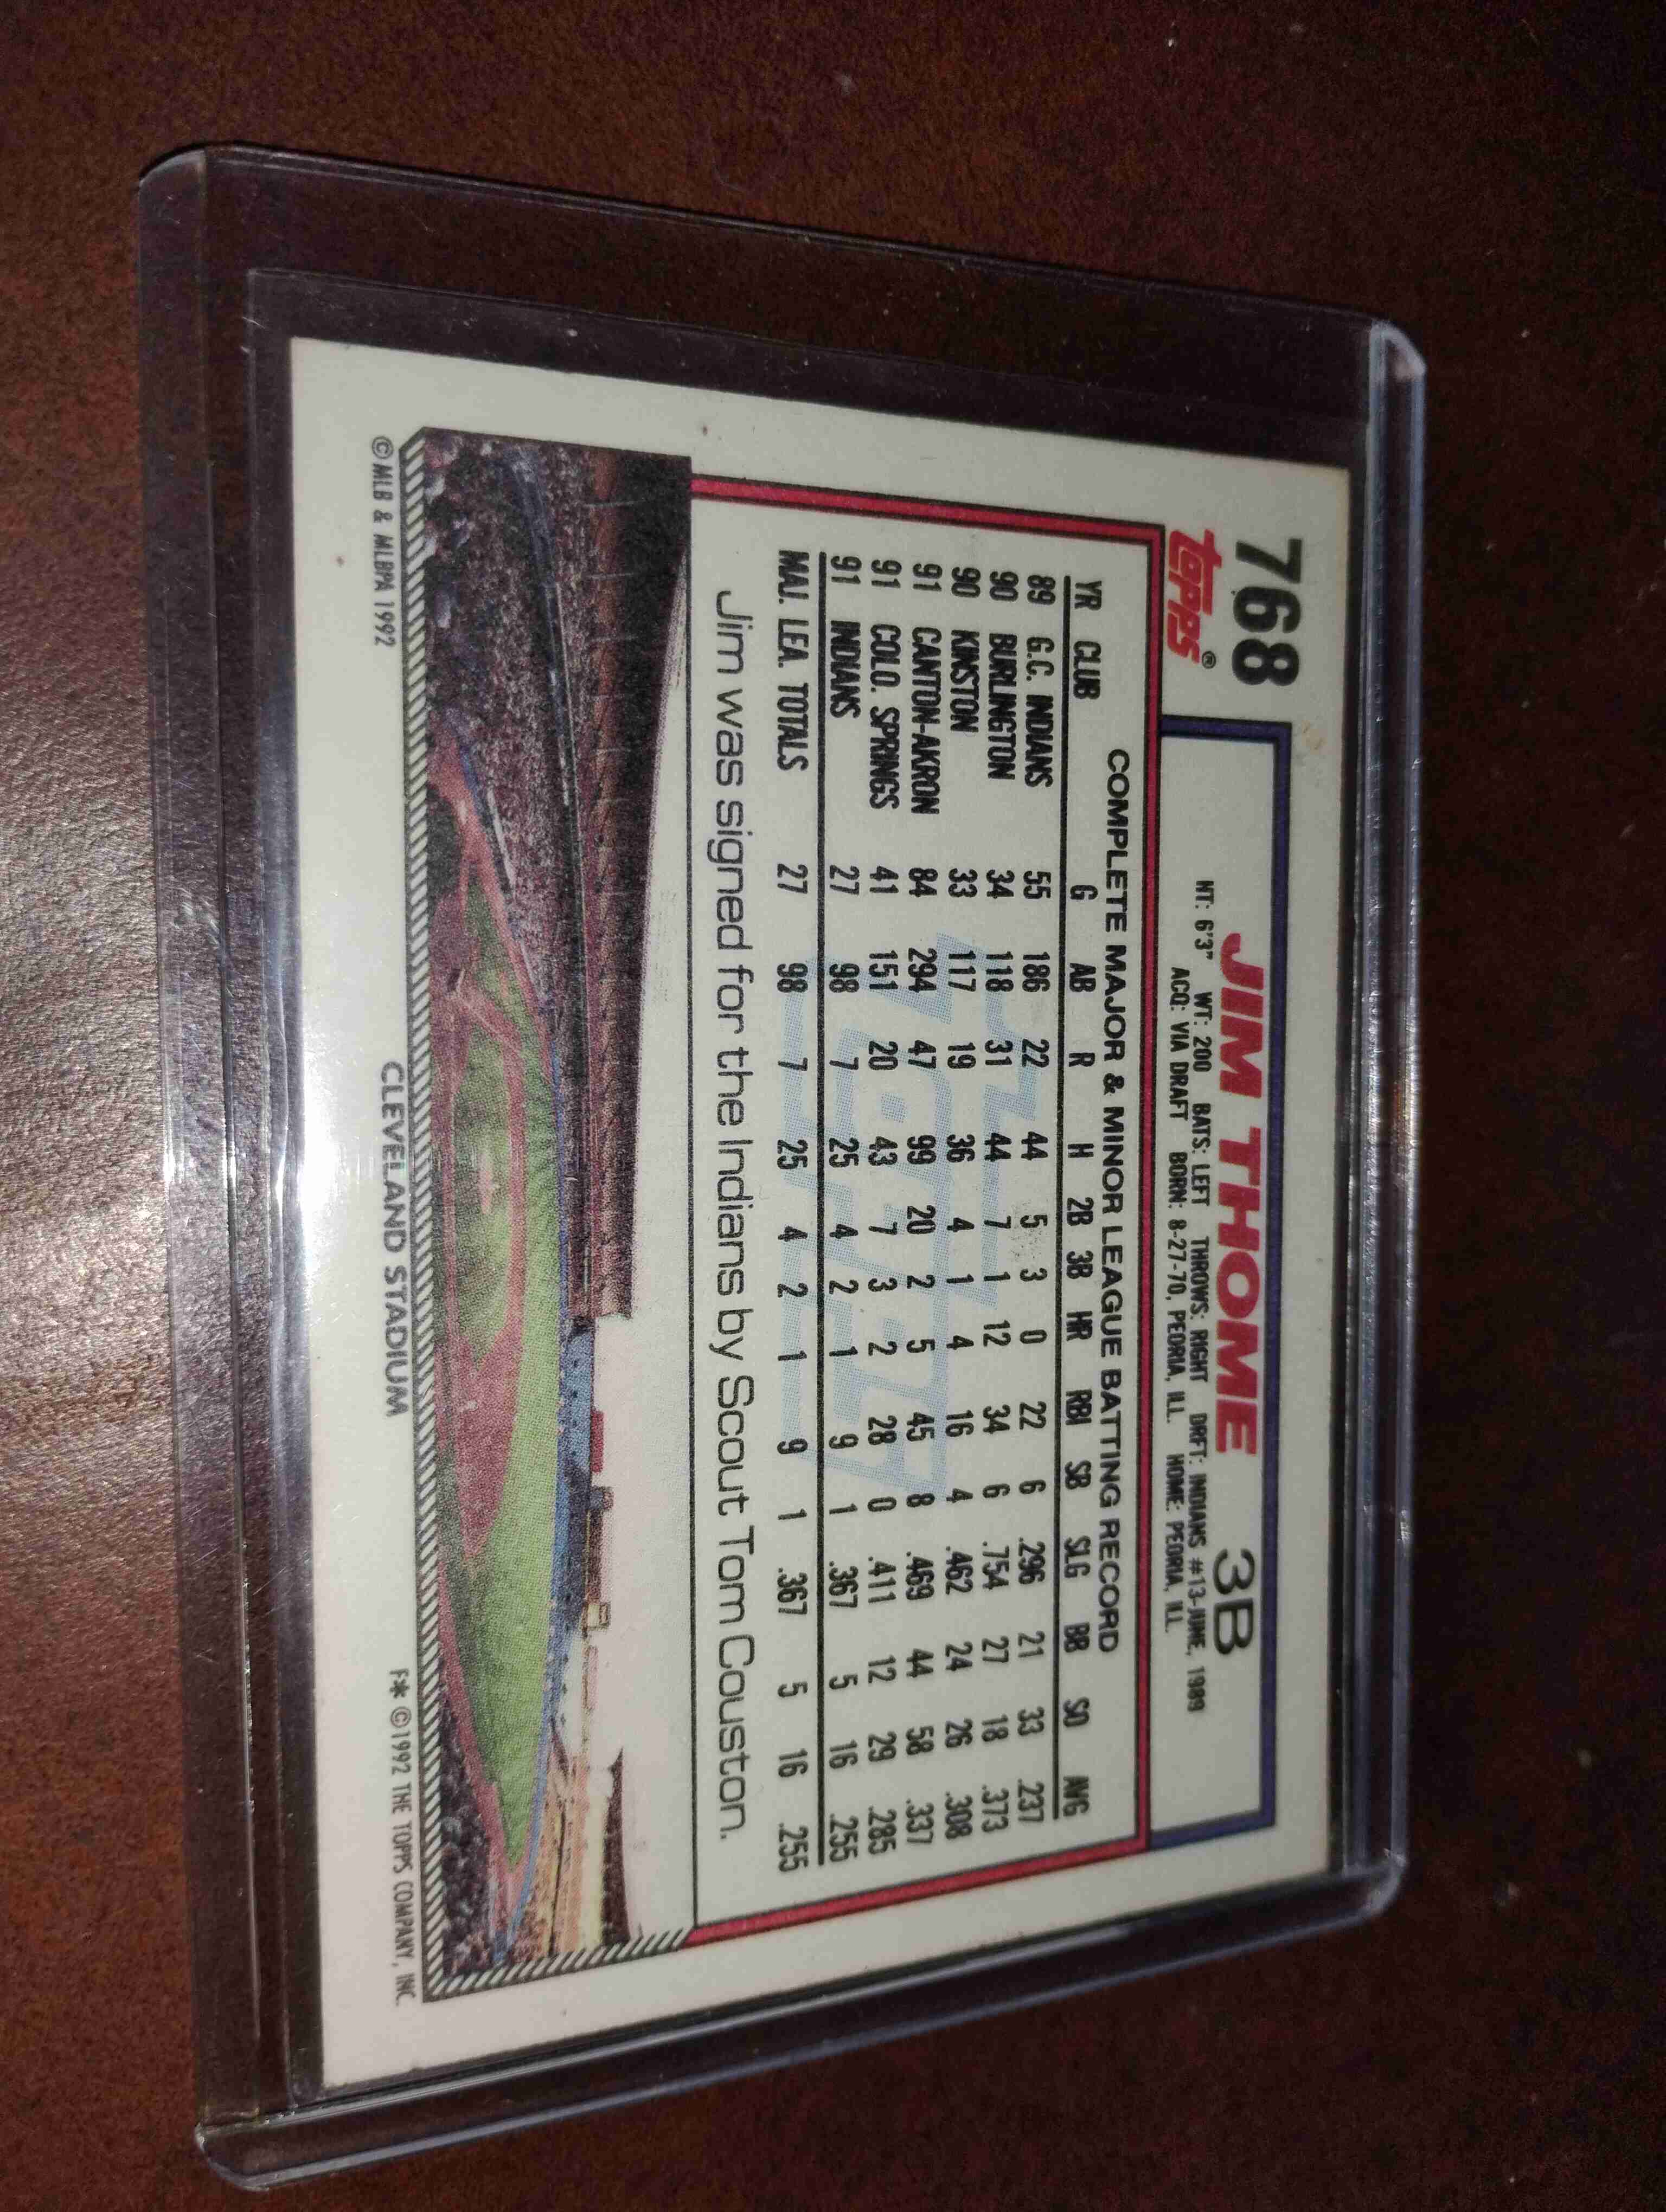 768
topps®
JIM THOME 3B
HT: 6'3" WT: 200 BATS: LEFT THROWS: RIGHT DRFT: INDIANS #13-JUNE, 1989
ACQ: VIA DRAFT BORN: 8-27-70, PEORIA, ILL. HOME: PEORIA, ILL.
COMPLETE MAJOR & MINOR LEAGUE BATTING RECORD
YR CLUB G AB R H 2B 3B HR RBI SB SLG BB SO AVG
89 G.C. INDIANS 55 186 22 44 5 3 0 22 6 .296 21 33 .237
90 BURLINGTON 34 118 31 44 7 1 12 34 6 .754 27 18 .373
90 KINSTON 33 117 19 36 4 1 4 16 4 .462 24 26 .308
91 CANTON-AKRON 84 294 47 99 20 2 5 45 8 .469 44 58 .337
91 COLO. SPRINGS 41 151 20 43 7 3 2 28 0 .411 12 29 .285
91 INDIANS 27 98 7 25 4 2 1 9 1 .367 5 16 .255
MAJ. LEA. TOTALS 27 98 7 25 4 2 1 9 1 .367 5 16 .255
Jim was signed for the Indians by Scout Tom Couston.
©MLB & MLBPA 1992
CLEVELAND STADIUM
F* ©1992 THE TOPPS COMPANY, INC.